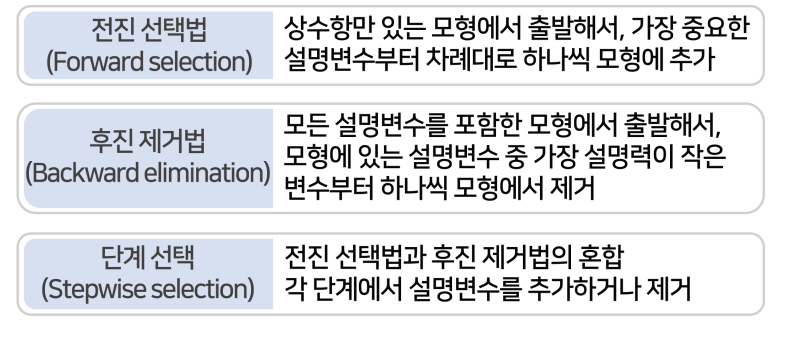 전진 선택법
(Forward selection)
상수항만 있는 모형에서 출발해서, 가장 중요한
설명변수부터 차례대로 하나씩 모형에 추가
후진 제거법
(Backward elimination)
모든 설명변수를 포함한 모형에서 출발해서,
모형에 있는 설명변수 중 가장 설명력이 작은
변수부터 하나씩 모형에서 제거
단계 선택
(Stepwise selection)
전진 선택법과 후진 제거법의 혼합
각 단계에서 설명변수를 추가하거나 제거